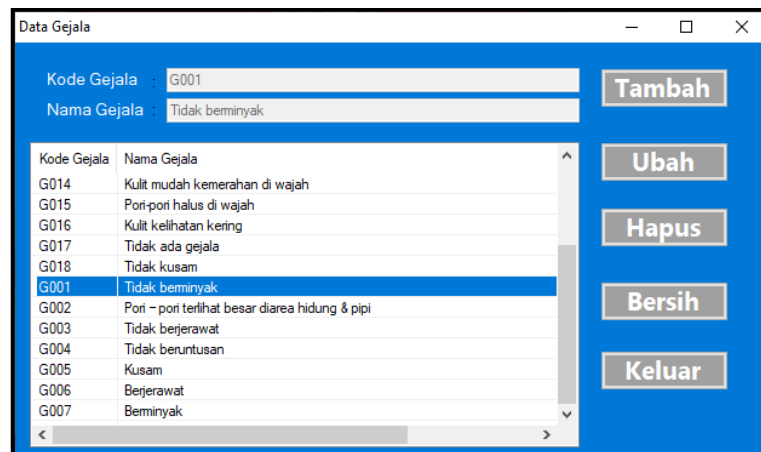 Data Gejala
Kode Gejala : G001
Nama Gejala : Tidak berminyak
Tambah
Ubah
Hapus
Bersih
Keluar
Kode Gejala Nama Gejala
G014 Kulit mudah kemerahan di wajah
G015 Pori-pori halus di wajah
G016 Kulit kelihatan kering
G017 Tidak ada gejala
G018 Tidak kusam
G001 Tidak berminyak
G002 Pori – pori terlihat besar diarea hidung & pipi
G003 Tidak berjerawat
G004 Tidak beruntusan
G005 Kusam
G006 Berjerawat
G007 Berminyak